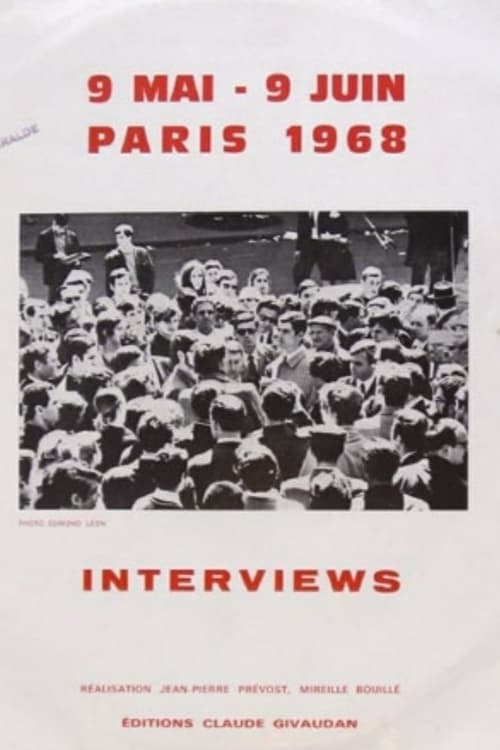 9 MAI - 9 JUIN
PARIS 1968
PHOTO EDMUND LEON
INTERVIEWS
RÉALISATION JEAN-PIERRE PRÉVOST, MIREILLE BOUILLÉ
ÉDITIONS CLAUDE GIVAUDAN